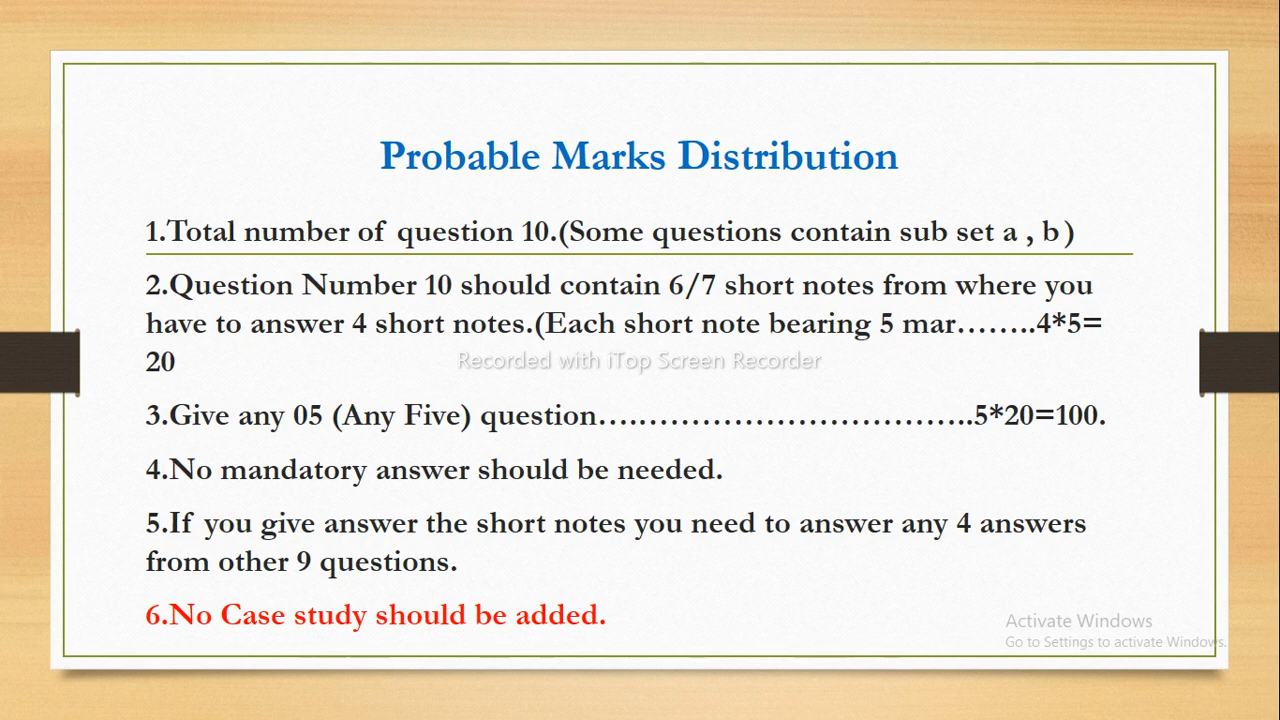 Probable Marks Distribution
1.Total number of question 10.(Some questions contain sub set a , b )
2.Question Number 10 should contain 6/7 short notes from where you
have to answer 4 short notes.(Each short note bearing 5 mar……..4*5=
20
Recorded with iTop Screen Recorder
3.Give any 05 (Any Five) question….……………………………..5*20=100.
4.No mandatory answer should be needed.
5.If you give answer the short notes you need to answer any 4 answers
from other 9 questions.
6.No Case study should be added.
Activate Windows
Go to Settings to activate Windows.